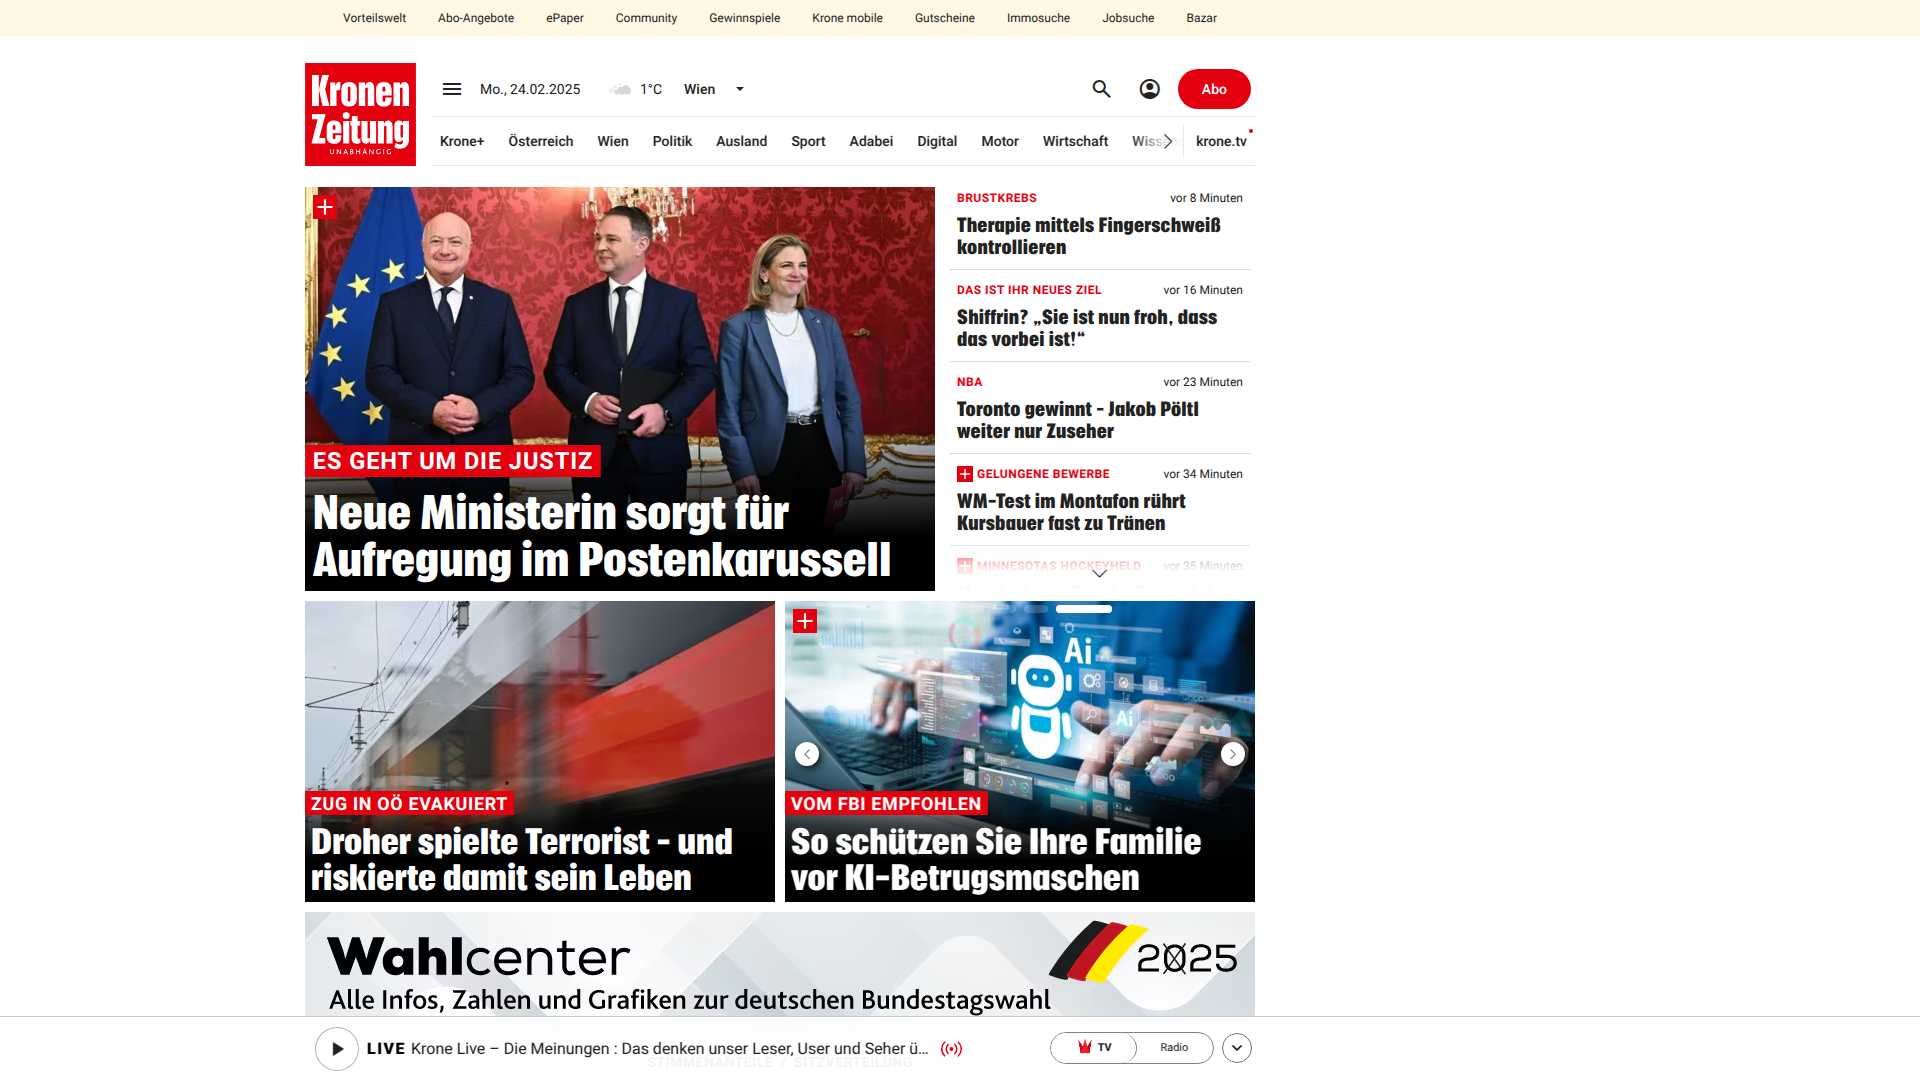 Vorteilswelt Abo-Angebote ePaper Community Gewinnspiele Krone mobile Gutscheine Immosuche Jobsuche Bazar
Kronen
Zeitung
UNABHÄNGIG
Mo., 24.02.2025 1°C Wien
Abo
Krone+ Österreich Wien Politik Ausland Sport Adabei Digital Motor Wirtschaft krone.tv
ES GEHT UM DIE JUSTIZ
Neue Ministerin sorgt für
Aufregung im Postenkarussell
BRUSTKREBS vor 8 Minuten
Therapie mittels Fingerschweiß
kontrollieren
DAS IST IHR NEUES ZIEL vor 16 Minuten
Shiffrin? „Sie ist nun froh, dass
das vorbei ist!“
NBA vor 23 Minuten
Toronto gewinnt – Jakob Pöltl
weiter nur Zuseher
GELUNGENE BEWERBE vor 34 Minuten
WM-Test im Montafon rührt
Kursbauer fast zu Tränen
MINNESOTAS HOCKEYHELD vor 35 Minuten
ZUG IN OÖ EVAKUIERT
Droher spielte Terrorist – und
riskierte damit sein Leben
Ai
Ai
VOM FBI EMPFOHLEN
So schützen Sie Ihre Familie
vor KI-Betrugsmaschen
Wahlcenter
2025
Alle Infos, Zahlen und Grafiken zur deutschen Bundestagswahl
LIVE Krone Live – Die Meinungen : Das denken unser Leser, User und Seher ü...
TV Radio
STIMMENANTEILE / SITZVERTEILUNG